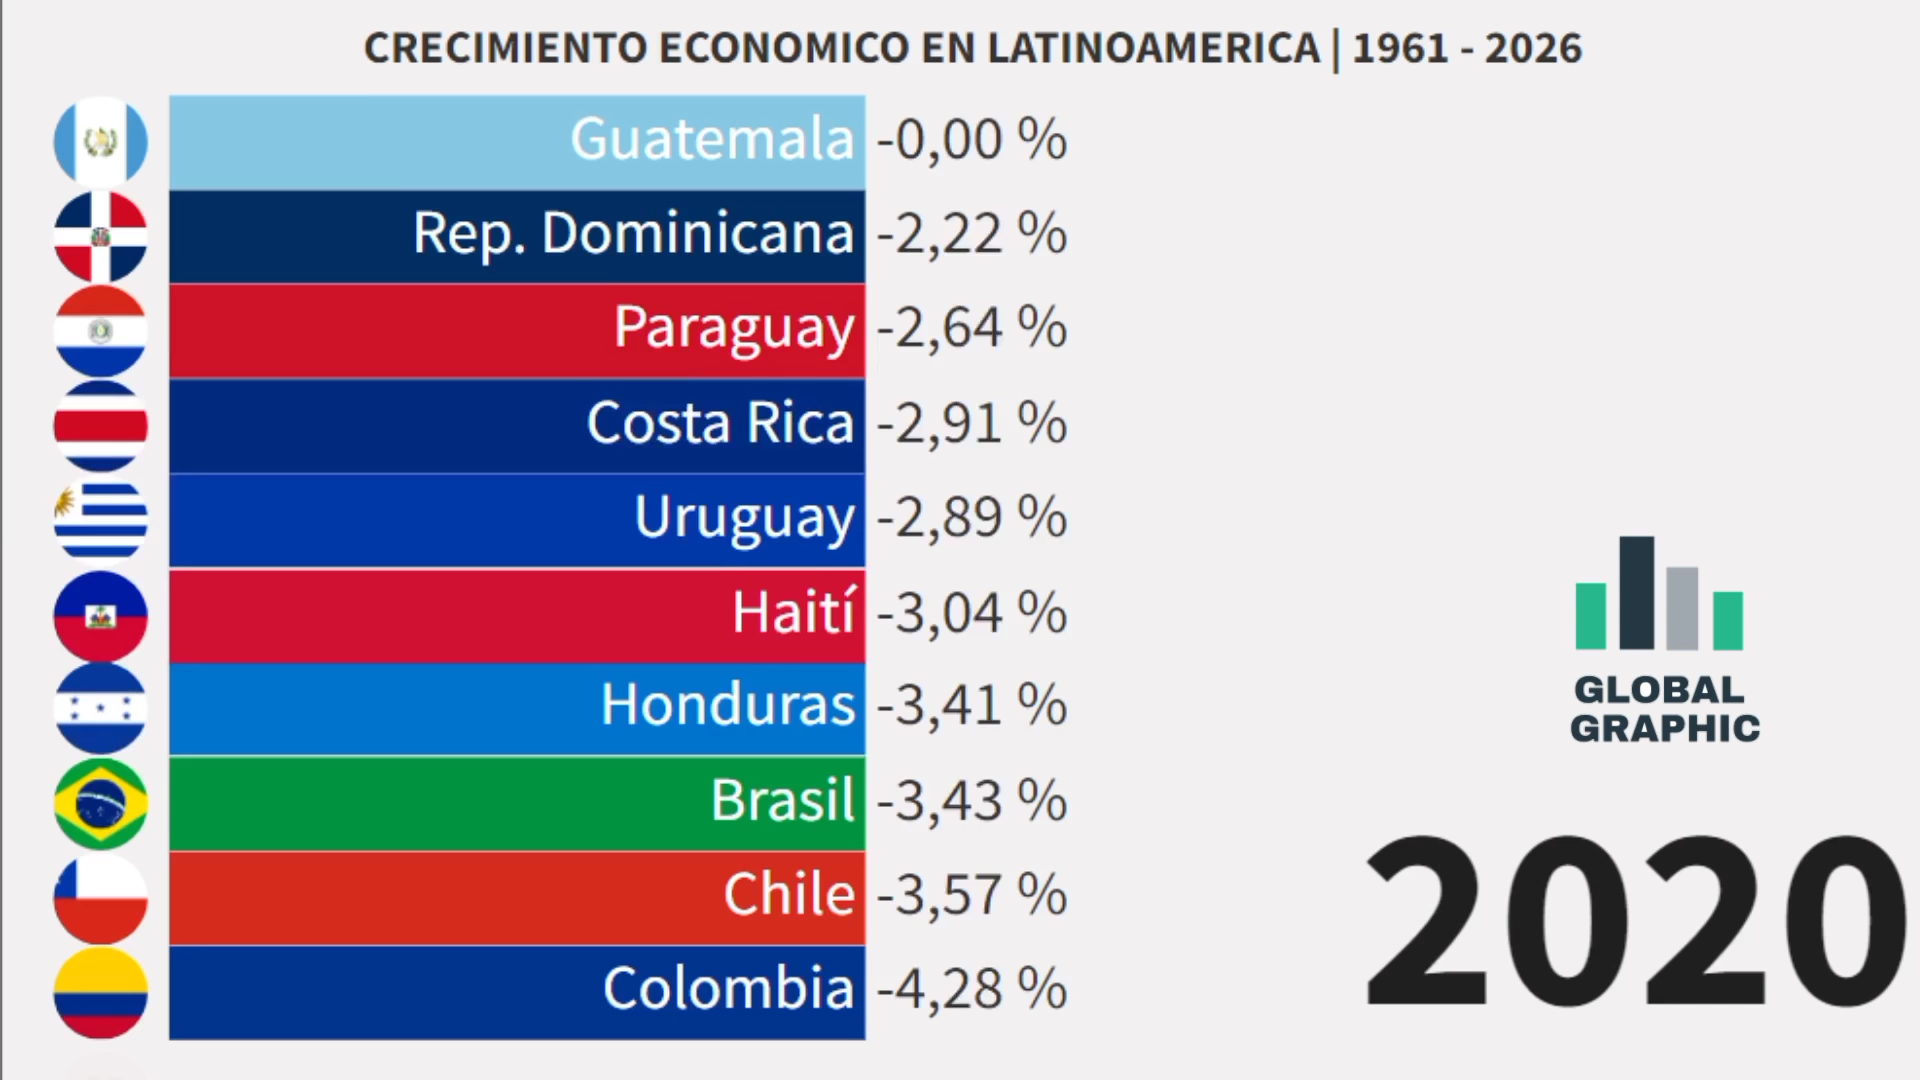 CRECIMIENTO ECONOMICO EN LATINOAMERICA | 1961 - 2026
Guatemala -0,00 %
Rep. Dominicana -2,22 %
Paraguay -2,64 %
Costa Rica -2,91 %
Uruguay -2,89 %
Haití -3,04 %
Honduras -3,41 %
Brasil -3,43 %
Chile -3,57 %
Colombia -4,28 %
GLOBAL
GRAPHIC
2020